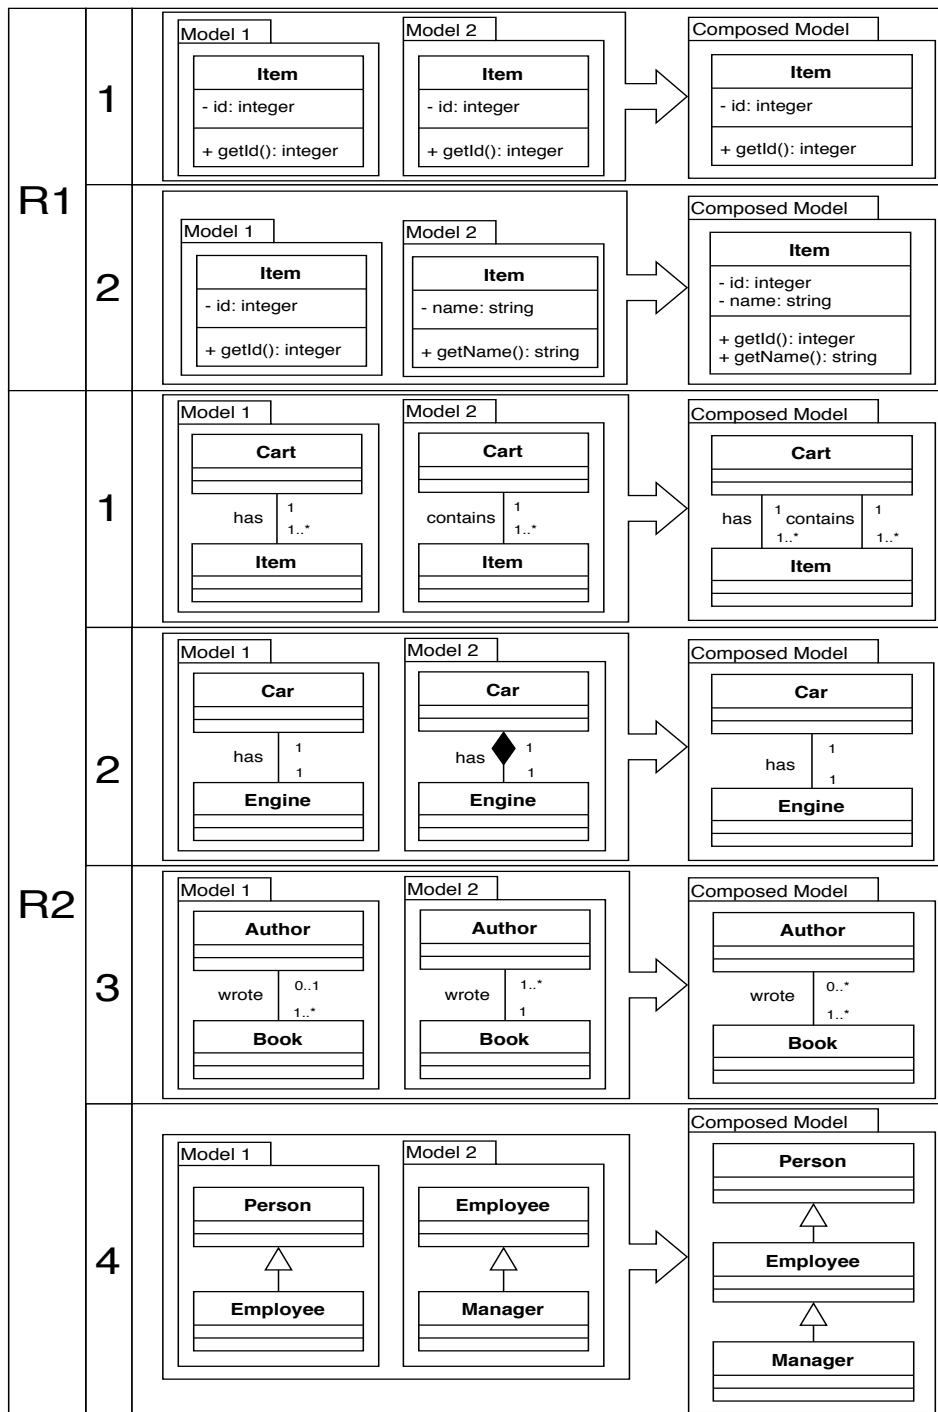 R1
1
Model 1
Item
- id: integer
+ getId(): integer
Model 2
Item
- id: integer
+ getId(): integer
Composed Model
Item
- id: integer
+ getId(): integer
2
Model 1
Item
- id: integer
+ getId(): integer
Model 2
Item
- name: string
+ getName(): string
Composed Model
Item
- id: integer
- name: string
+ getId(): integer
+ getName(): string
R2
1
Model 1
Cart
has
1
1..*
Item
Model 2
Cart
contains
1
1..*
Item
Composed Model
Cart
has
1
1..*
contains
1
1..*
Item
2
Model 1
Car
has
1
1
Engine
Model 2
Car
has
1
1
Engine
Composed Model
Car
has
1
1
Engine
3
Model 1
Author
wrote
0..1
1..*
Book
Model 2
Author
wrote
1..*
1
Book
Composed Model
Author
wrote
0..*
1..*
Book
4
Model 1
Person
Employee
Model 2
Employee
Manager
Composed Model
Person
Employee
Manager